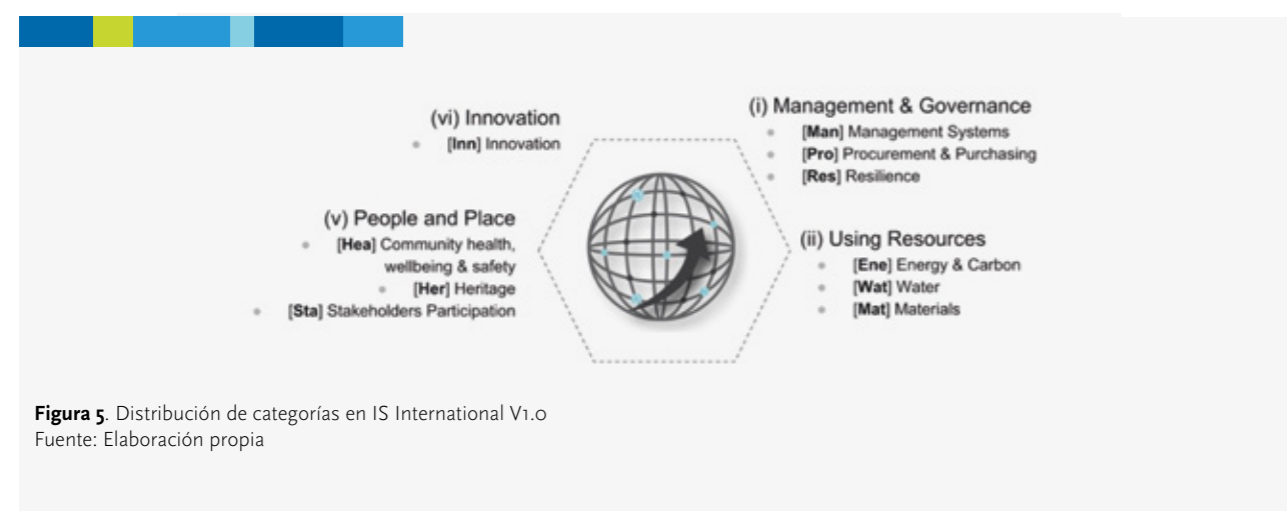 (vi) Innovation
[Inn] Innovation
(v) People and Place
[Hea] Community health,
wellbeing & safety
[Her] Heritage
[Sta] Stakeholders Participation
(i) Management & Governance
[Man] Management Systems
[Pro] Procurement & Purchasing
[Res] Resilience
(ii) Using Resources
[Ene] Energy & Carbon
[Wat] Water
[Mat] Materials
Figura 5. Distribución de categorías en IS International V1.0
Fuente: Elaboración propia